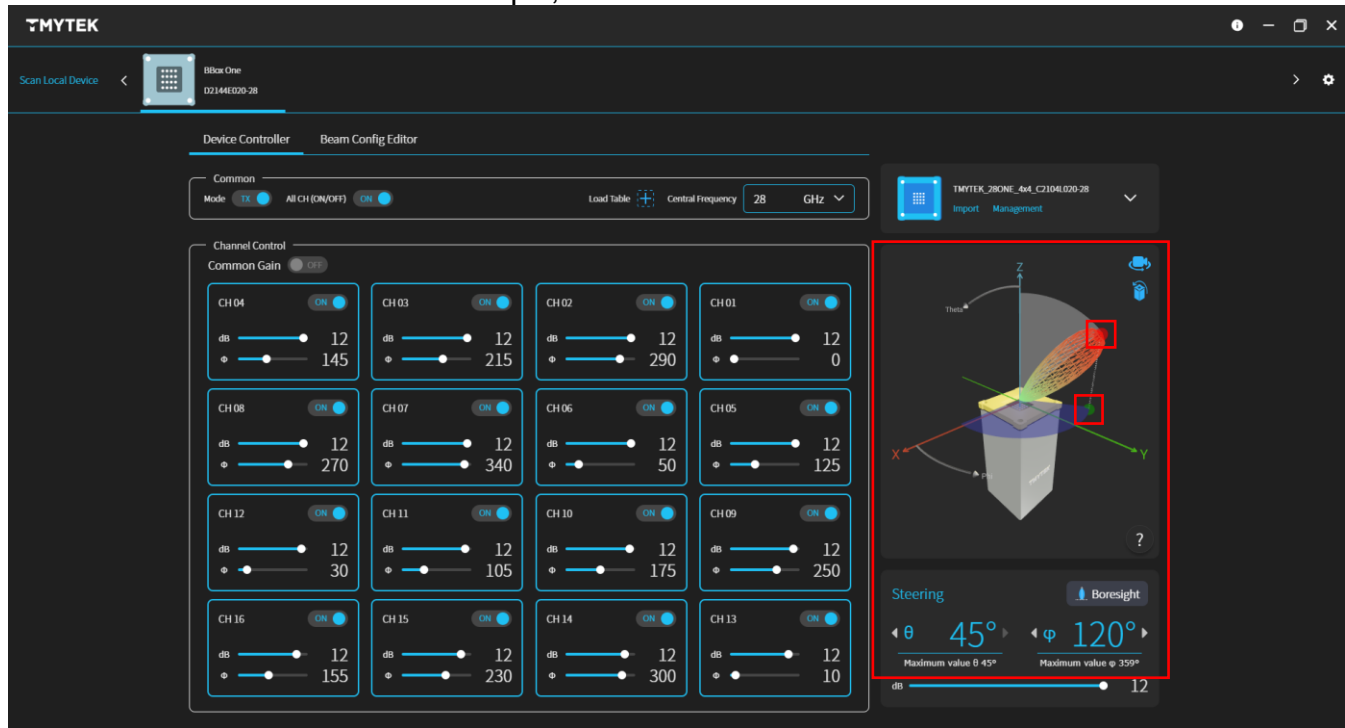 TMYTEK
Scan Local Device
BBox One
D2144E020-28
Device Controller Beam Config Editor
Common
Mode TX All CH (ON/OFF) ON Load Table Central Frequency 28 GHz
TMYTEK_28ONE_4x4_C2104L020-28
Import Management
Channel Control
Common Gain OFF
CH 04 ON CH 03 ON CH 02 ON CH 01 ON
dB 12 dB 12 dB 12 dB 12
Φ 145 Φ 215 Φ 290 Φ 0
CH 08 ON CH 07 ON CH 06 ON CH 05 ON
dB 12 dB 12 dB 12 dB 12
Φ 270 Φ 340 Φ 50 Φ 125
CH 12 ON CH 11 ON CH 10 ON CH 09 ON
dB 12 dB 12 dB 12 dB 12
Φ 30 Φ 105 Φ 175 Φ 250
CH 16 ON CH 15 ON CH 14 ON CH 13 ON
dB 12 dB 12 dB 12 dB 12
Φ 155 Φ 230 Φ 300 Φ 10
Z
Theta
X
Y
Phi
TMYTEK
?
Steering Boresight
θ 45° φ 120°
Maximum value θ 45° Maximum value φ 359°
dB 12